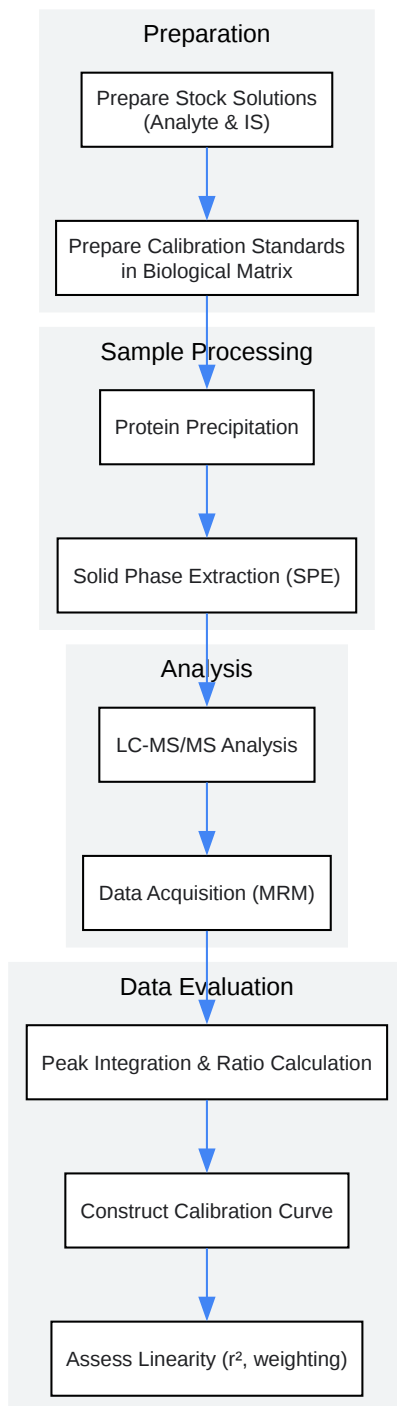 Preparation
Prepare Stock Solutions
(Analyte & IS)
Prepare Calibration Standards
in Biological Matrix
Sample Processing
Protein Precipitation
Solid Phase Extraction (SPE)
Analysis
LC-MS/MS Analysis
Data Acquisition (MRM)
Data Evaluation
Peak Integration & Ratio Calculation
Construct Calibration Curve
Assess Linearity (r², weighting)